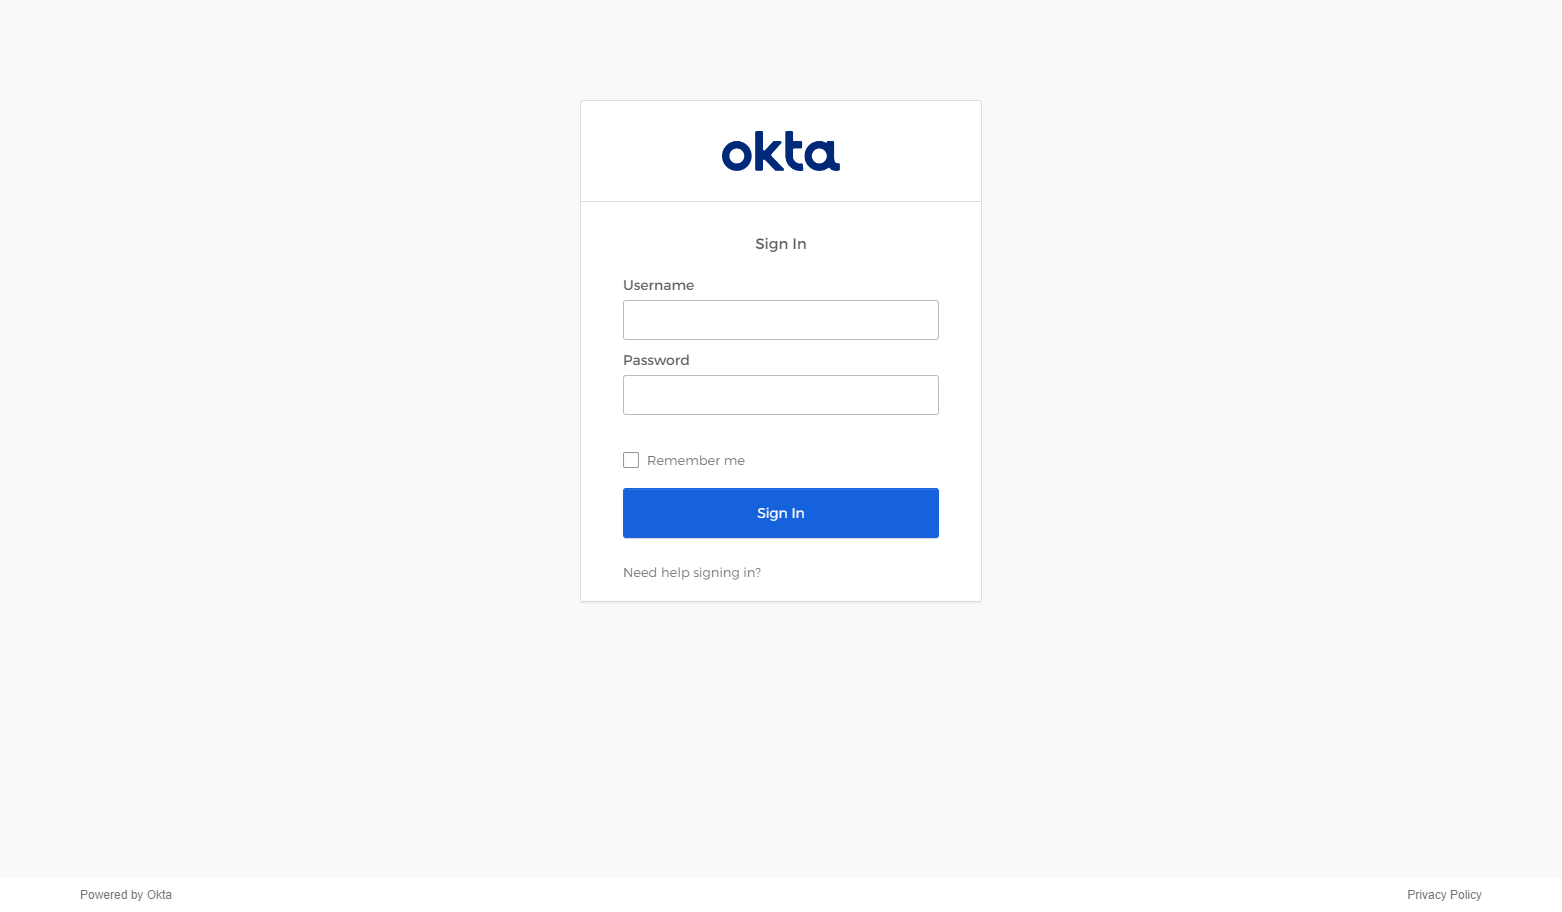 okta
Sign In
Username
Password
Remember me
Sign In
Need help signing in?
Powered by Okta
Privacy Policy